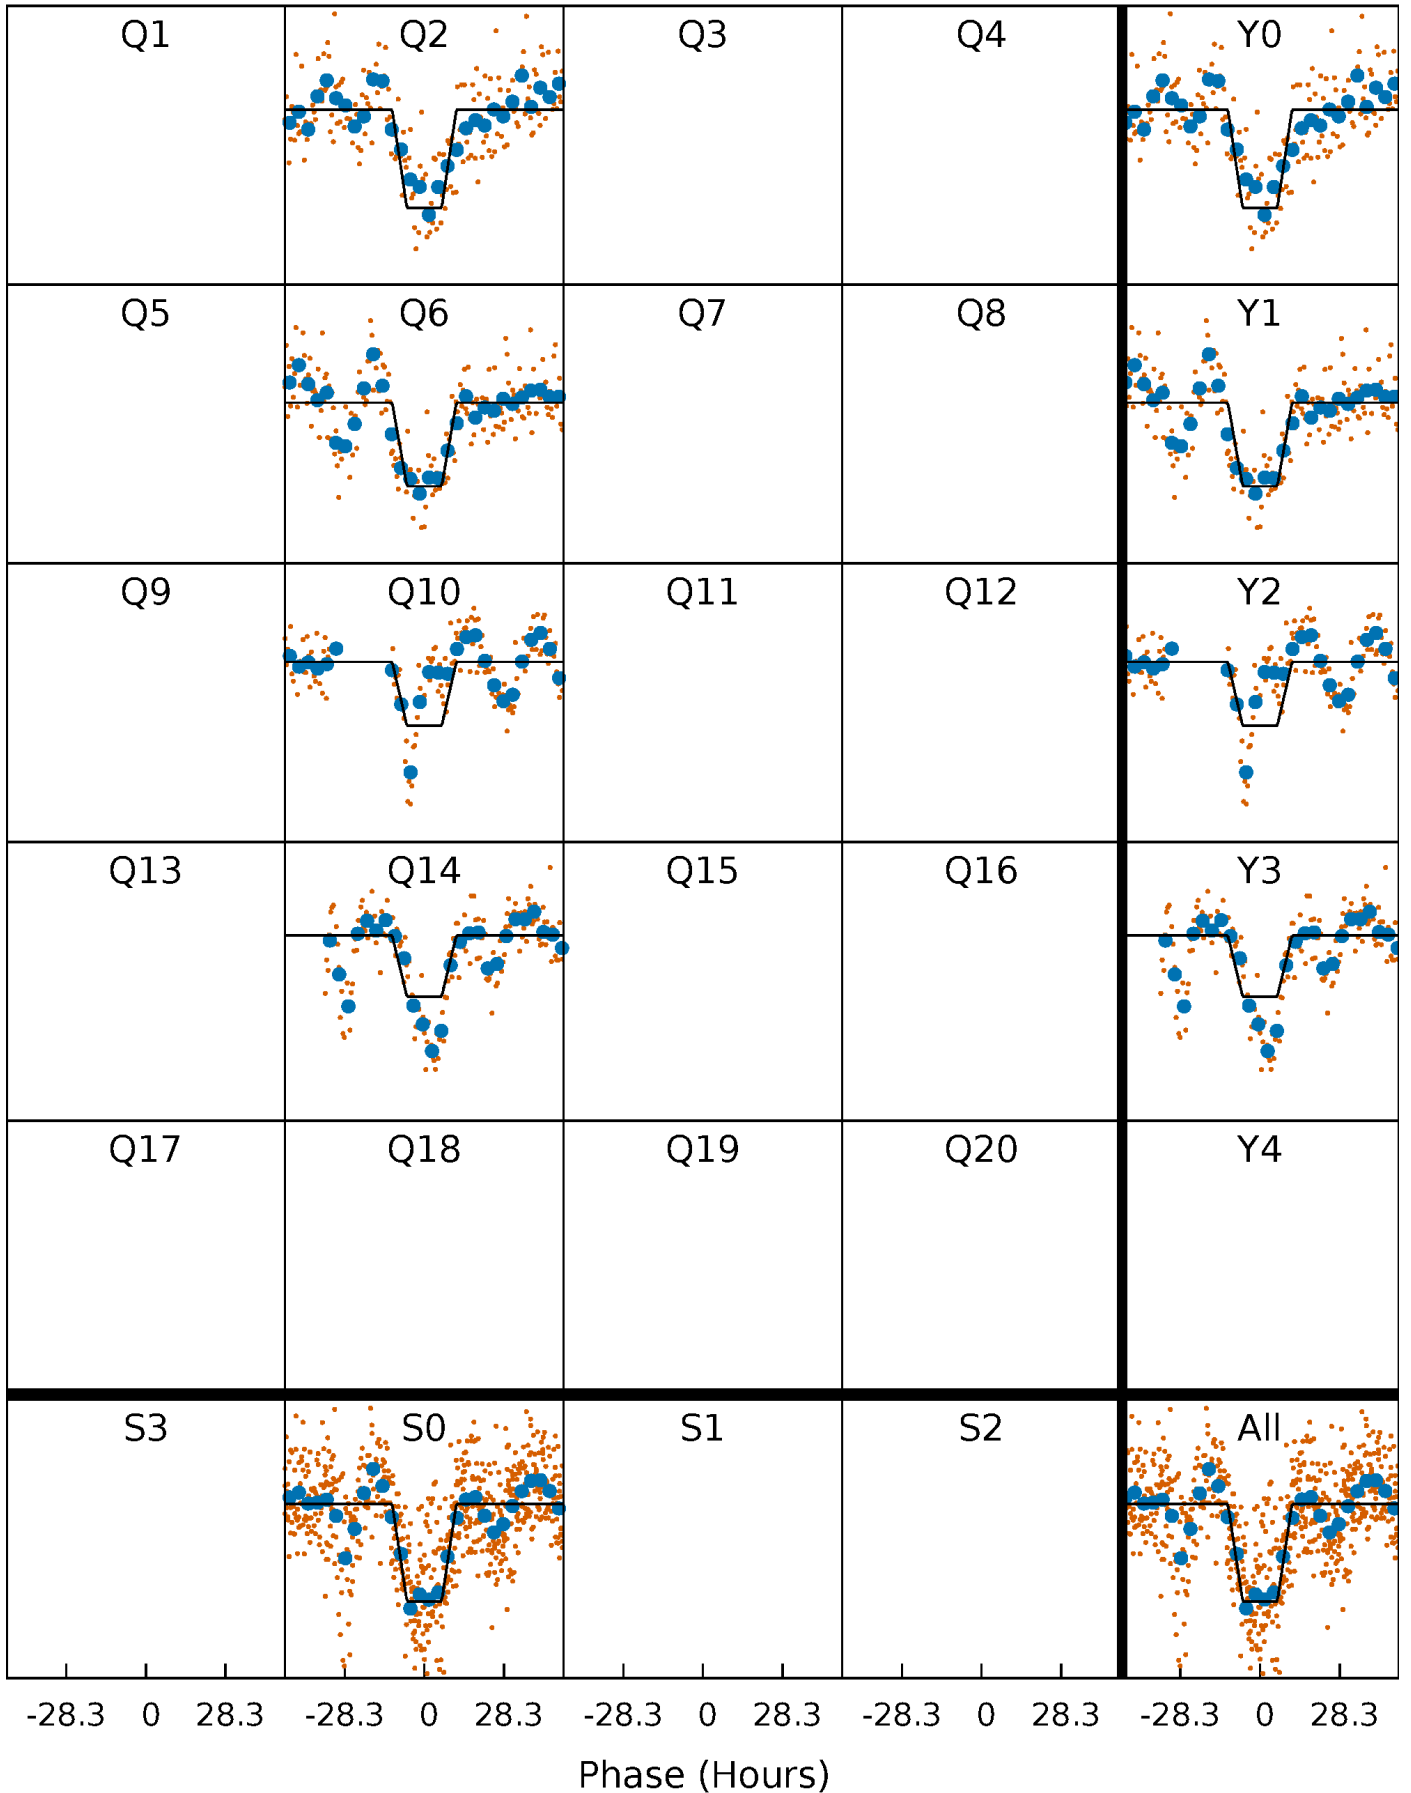 Q1 Q2 Q3 Q4 Y0
Q5 Q6 Q7 Q8 Y1
Q9 Q10 Q11 Q12 Y2
Q13 Q14 Q15 Q16 Y3
Q17 Q18 Q19 Q20 Y4
S3 S0 S1 S2 All
-28.3 0 28.3 -28.3 0 28.3 -28.3 0 28.3 -28.3 0 28.3 -28.3 0 28.3
Phase (Hours)